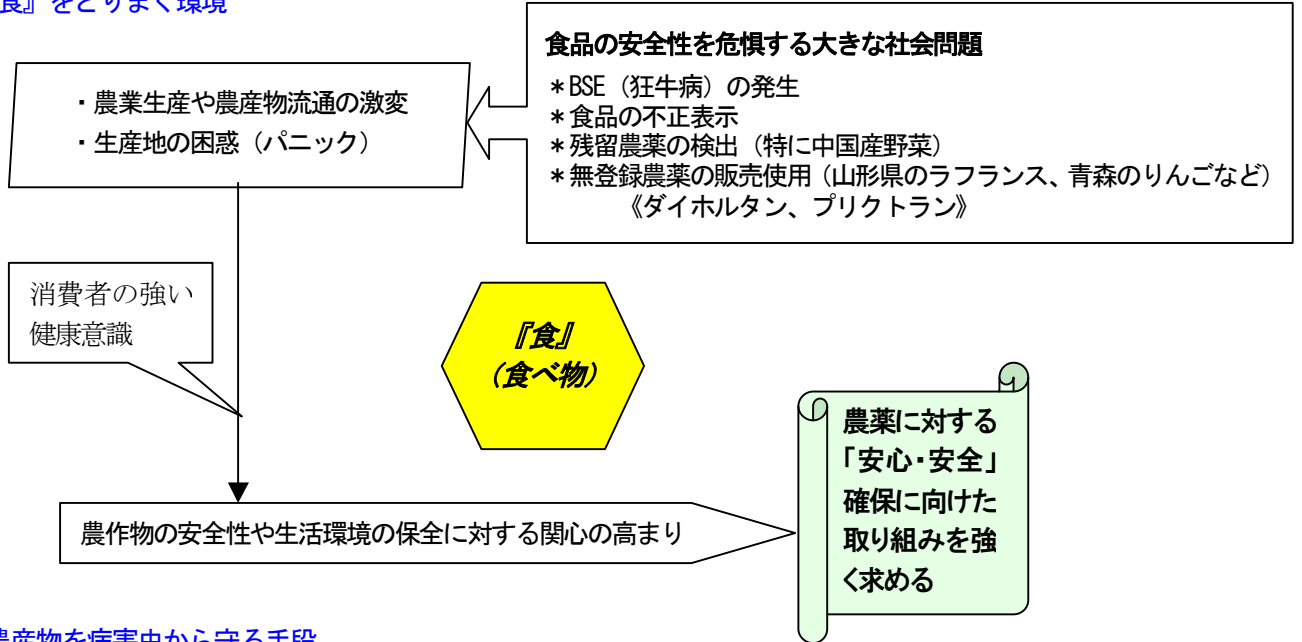 食』をとりまく環境
食品の安全性を危惧する大きな社会問題
＊BSE（狂牛病）の発生
＊食品の不正表示
＊残留農薬の検出（特に中国産野菜）
＊無登録農薬の販売使用（山形県のラフランス、青森のりんごなど）
《ダイホルタン、プリクトラン》
・農業生産や農産物流通の激変
・生産地の困惑（パニック）
消費者の強い
健康意識
『食』
（食べ物）
農作物の安全性や生活環境の保全に対する関心の高まり
農薬に対する
「安心・安全」
確保に向けた
取り組みを強
く求める
農産物を病害虫から守る手段